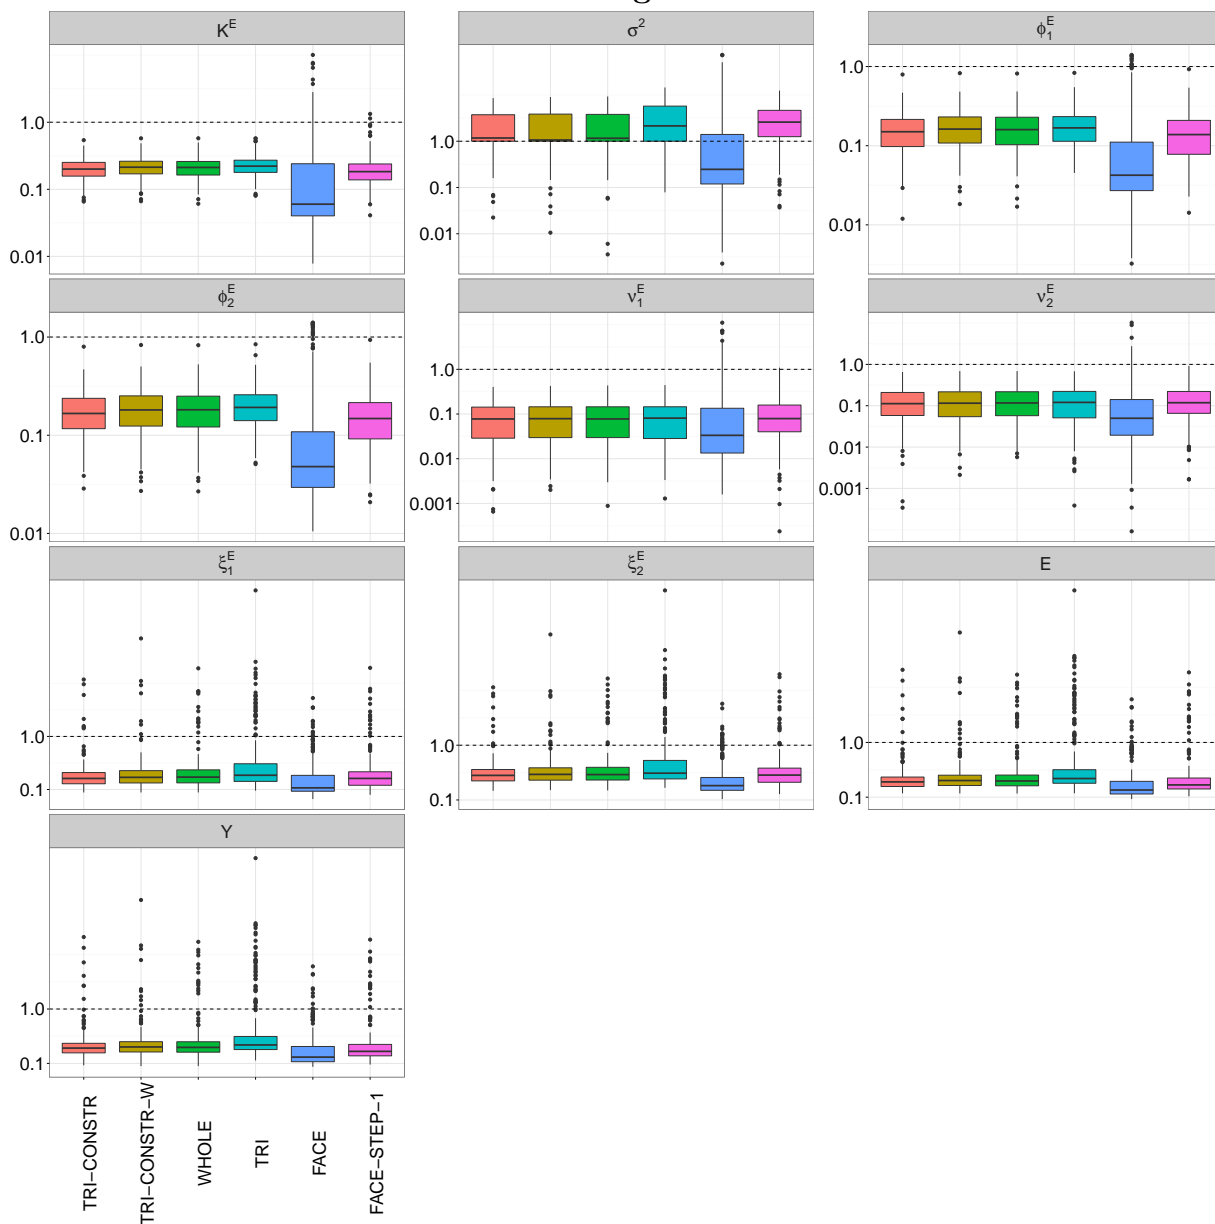 K^E σ^2 ϕ_1^E
1.0 1.0 1.0
0.1 0.1 0.1
0.01 0.01 0.01
ϕ_2^E ν_1^E ν_2^E
1.0 1.0 1.0
0.1 0.1 0.1
0.01 0.01 0.01
0.001 0.001
ξ_1^E ξ_2^E E
1.0 1.0 1.0
0.1 0.1 0.1
Y
1.0
0.1
TRI−CONSTR
TRI−CONSTR−W
WHOLE
TRI
FACE
FACE−STEP−1